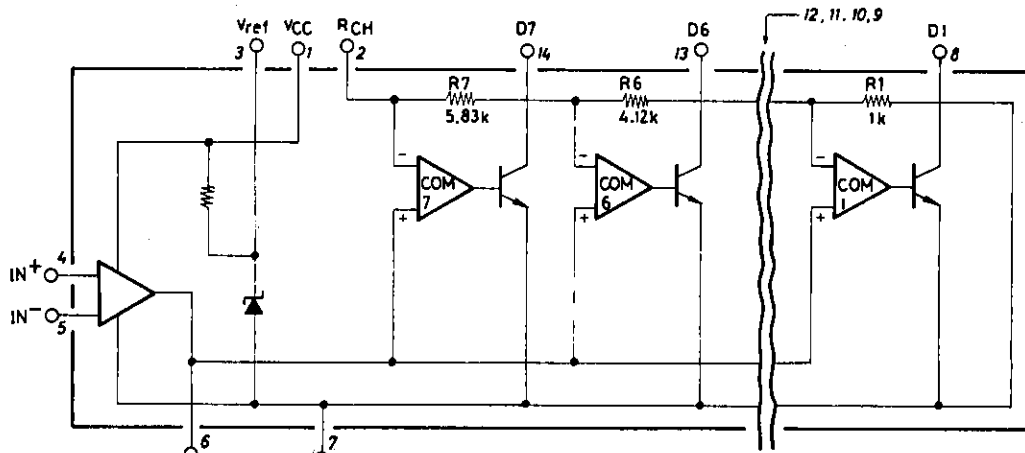 12, 11. 10, 9
Vref VCC RCH D7 D6 D1
3 1 2 14 13 8
R7 R6 R1
5.83k 4.12k 1k
- - -
COM COM COM
7 6 1
+ + +
IN+ 4
IN- 5
6 7